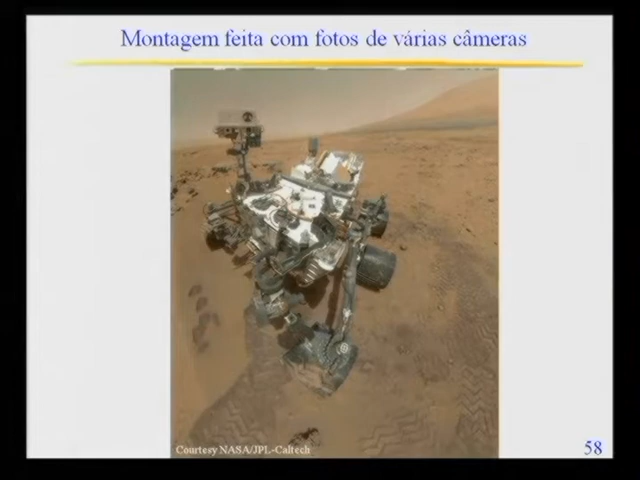 Montagem feita com fotos de várias câmeras
Courtesy NASA/JPL-Caltech
58